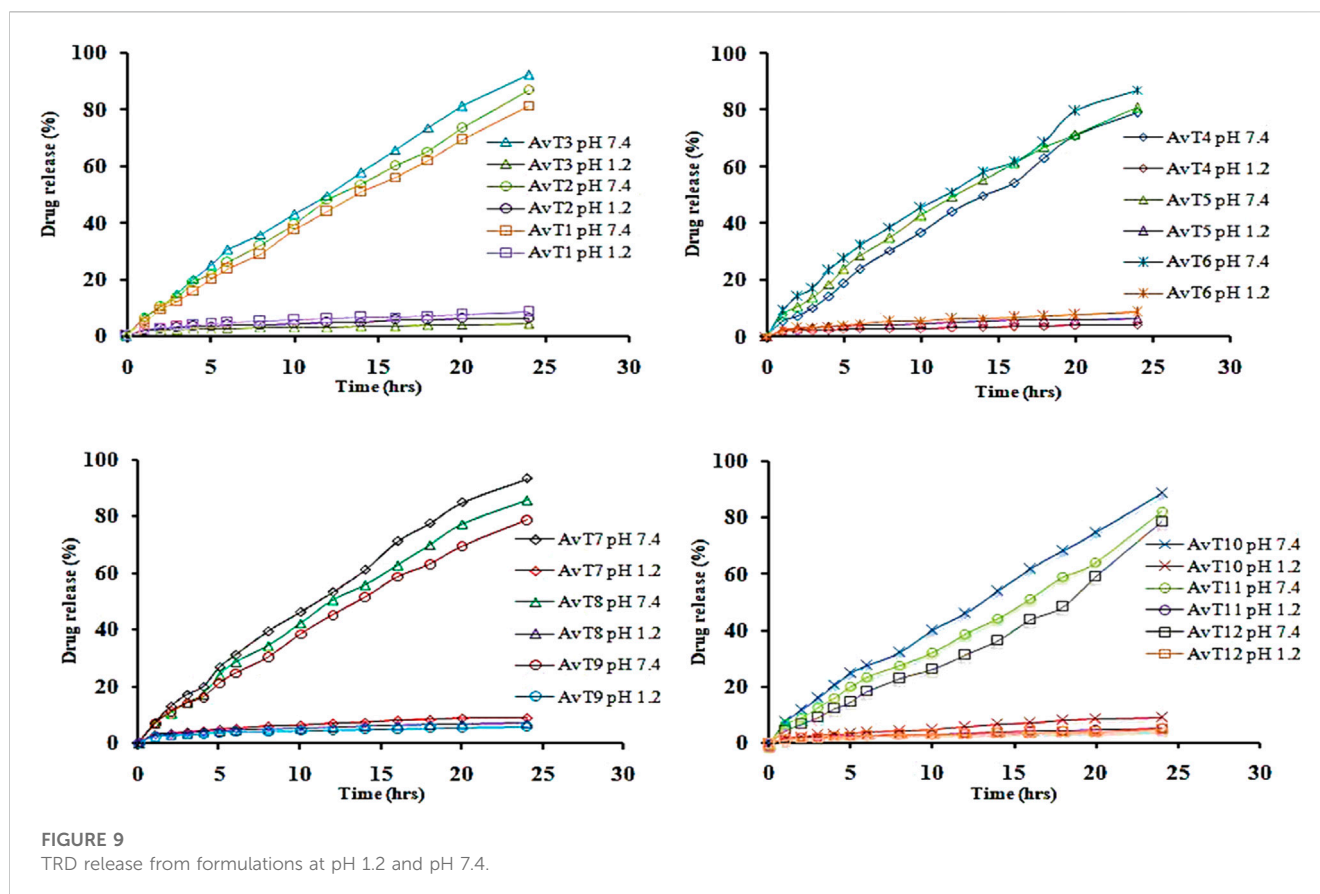 100
80
60
40
20
0
Drug release (%)
0 5 10 15 20 25 30
Time (hrs)
AvT3 pH 7.4
AvT3 pH 1.2
AvT2 pH 7.4
AvT2 pH 1.2
AvT1 pH 7.4
AvT1 pH 1.2
100
80
60
40
20
0
Drug release (%)
0 5 10 15 20 25 30
Time (hrs)
AvT4 pH 7.4
AvT4 pH 1.2
AvT5 pH 7.4
AvT5 pH 1.2
AvT6 pH 7.4
AvT6 pH 1.2
100
80
60
40
20
0
Drug release (%)
0 5 10 15 20 25 30
Time (hrs)
AvT7 pH 7.4
AvT7 pH 1.2
AvT8 pH 7.4
AvT8 pH 1.2
AvT9 pH 7.4
AvT9 pH 1.2
100
80
60
40
20
0
Drug release (%)
0 5 10 15 20 25 30
Time (hrs)
AvT10 pH 7.4
AvT10 pH 1.2
AvT11 pH 7.4
AvT11 pH 1.2
AvT12 pH 7.4
AvT12 pH 1.2
FIGURE 9
TRD release from formulations at pH 1.2 and pH 7.4.